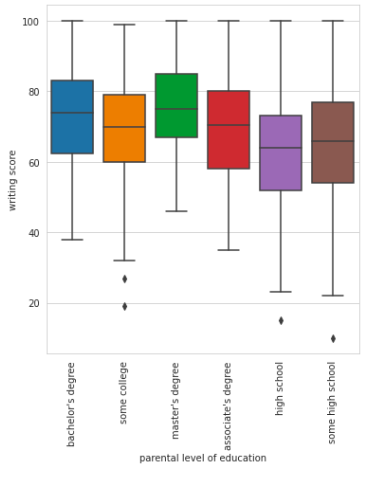 100
80
60
40
20
writing score
bachelor's degree
some college
master's degree
associate's degree
high school
some high school
parental level of education